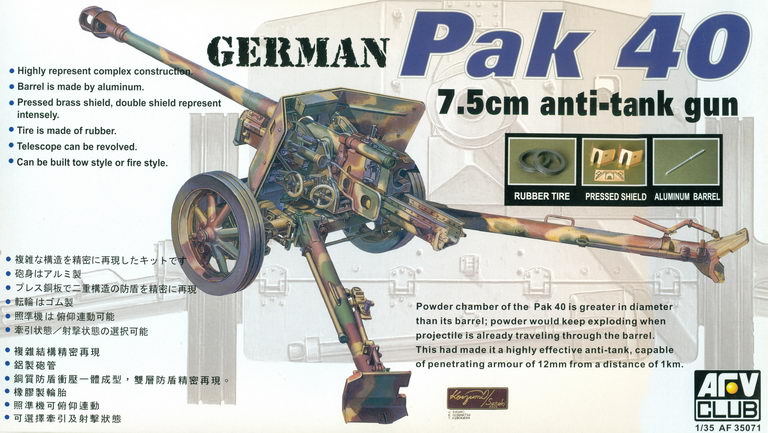 GERMAN Pak 40
7.5cm anti-tank gun
Highly represent complex construction.
Barrel is made by aluminum.
Pressed brass shield, double shield represent
intensely.
Tire is made of rubber.
Telescope can be revolved.
Can be built tow style or fire style.
RUBBER TIRE
PRESSED SHIELD
ALUMINUM BARREL
複雑な構造を精密に再現したキットです
砲身はアルミ製
プレス銅板で二重構造の防盾を精密に再現
転輪はゴム製
照準機は俯仰連動可能
牽引状態／射撃状態の選択可能
複雜結構精密再現
鋁製砲管
銅質防盾衝壓一體成型，雙層防盾精密再現。
橡膠製輪胎
照準機可俯仰連動
可選擇牽引及射擊狀態
Powder chamber of the Pak 40 is greater in diameter
than its barrel; powder would keep exploding when
projectile is already traveling through the barrel.
This had made it a highly effective anti-tank, capable
of penetrating armour of 12mm from a distance of 1km.
AFV
CLUB
1/35 AF 35071